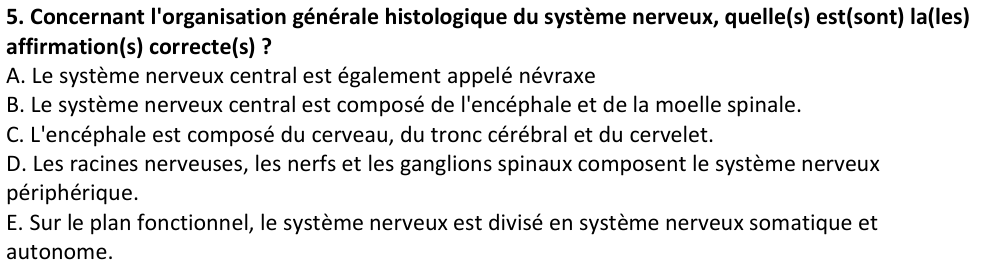 5. Concernant l'organisation générale histologique du système nerveux, quelle(s) est(sont) la(les)
affirmation(s) correcte(s) ?
A. Le système nerveux central est également appelé névraxe
B. Le système nerveux central est composé de l'encéphale et de la moelle spinale.
C. L'encéphale est composé du cerveau, du tronc cérébral et du cervelet.
D. Les racines nerveuses, les nerfs et les ganglions spinaux composent le système nerveux
périphérique.
E. Sur le plan fonctionnel, le système nerveux est divisé en système nerveux somatique et
autonome.